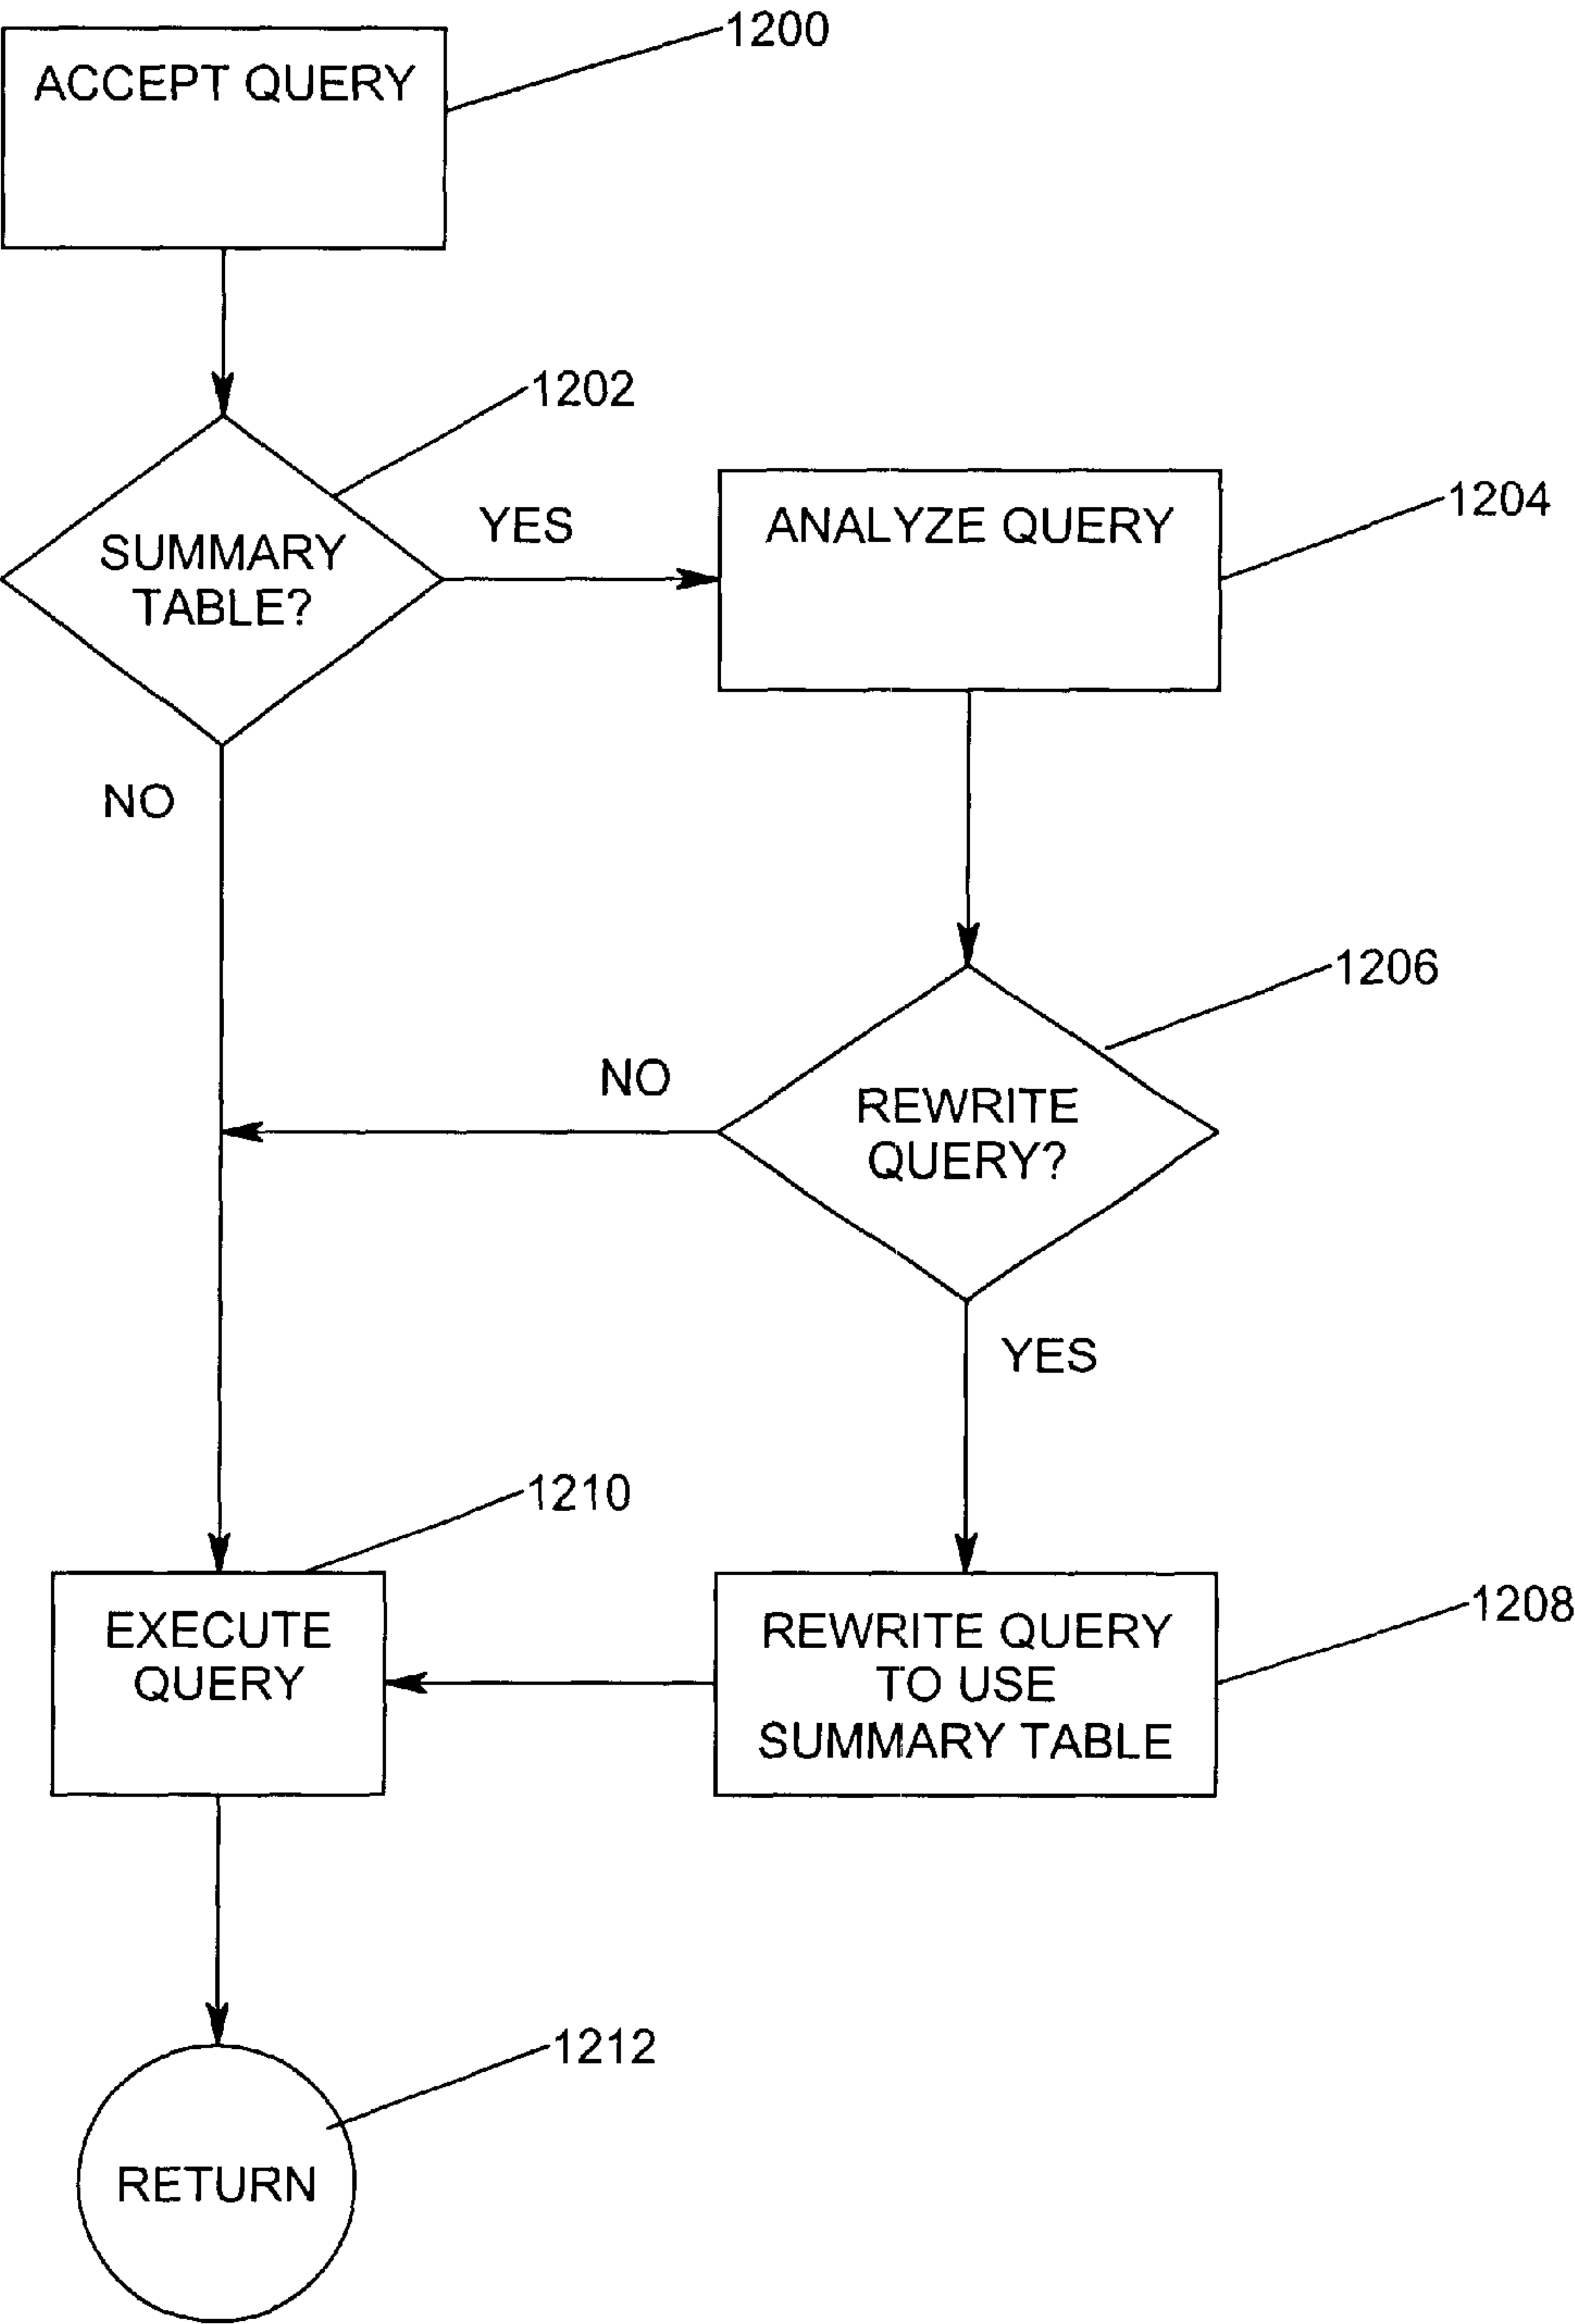 1200
ACCEPT QUERY
1202
SUMMARY
TABLE?
YES
NO
1204
ANALYZE QUERY
1206
REWRITE
QUERY?
NO
YES
1210
EXECUTE
QUERY
1208
REWRITE QUERY
TO USE
SUMMARY TABLE
1212
RETURN